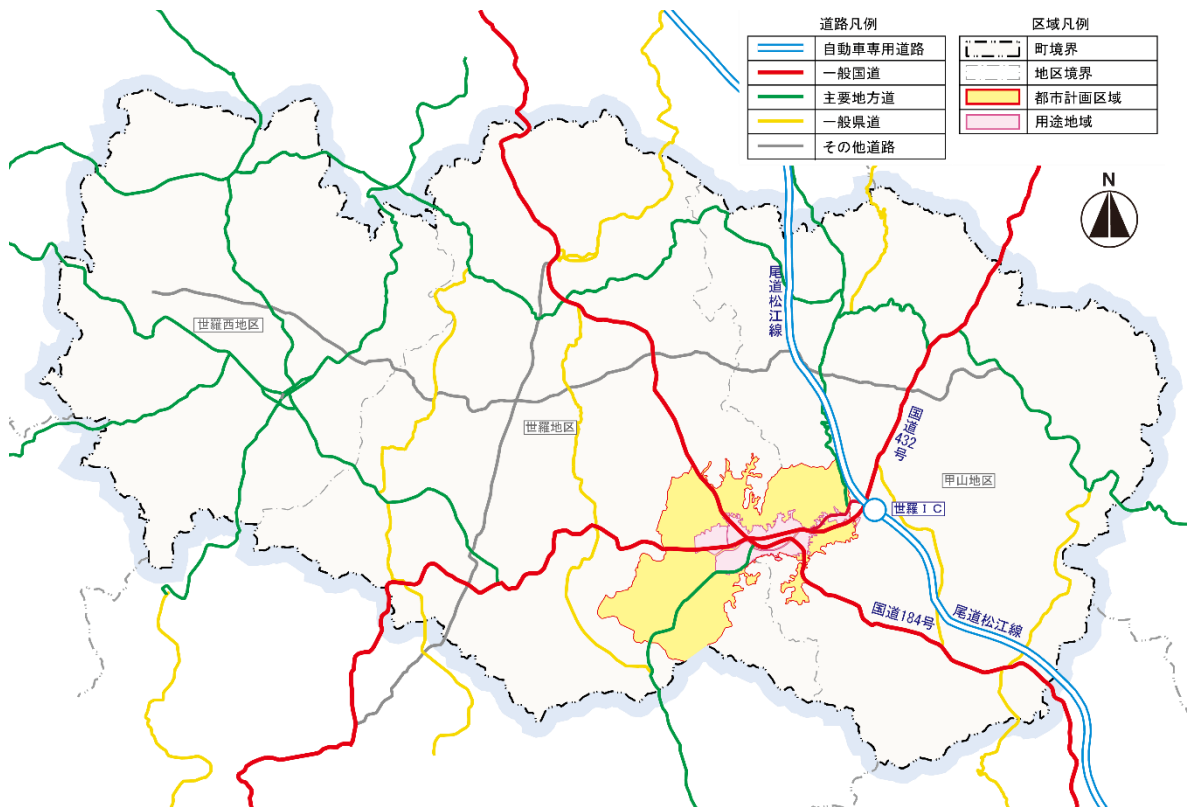 道路凡例
自動車専用道路
一般国道
主要地方道
一般県道
その他道路
区域凡例
町境界
地区境界
都市計画区域
用途地域
N
尾道松江線
世羅西地区
世羅地区
国道432号
甲山地区
世羅IC
国道184号
尾道松江線